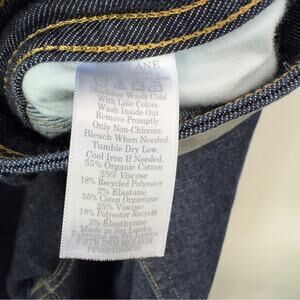 Machine Wash Cold
With Like Colors.
Wash Inside Out
Remove Promptly
Only Non-Chlorine
Bleach When Needed.
Tumble Dry Low.
Cool Iron If Needed.
55% Organic Cotton
25% Viscose
18% Recycled Polyester
2% Elastane
55% Coton Organique
25% Viscose
18% Polyester Recyclé
2% Élasthanne
Made in Sri Lanka